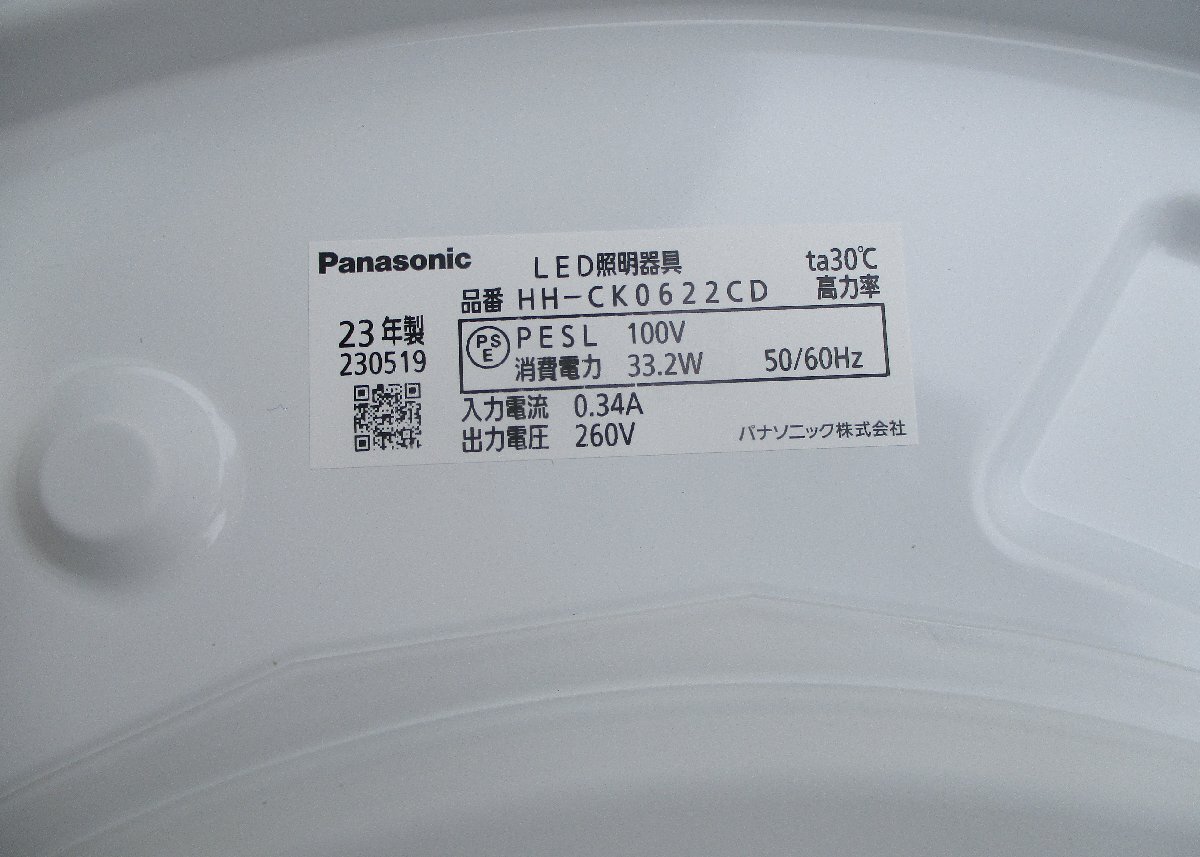 Panasonic LED照明器具 ta30℃
品番 HH-CK0622CD 高力率
23年製
230519
PSE PESL 100V
消費電力 33.2W 50/60Hz
入力電流 0.34A
出力電圧 260V パナソニック株式会社